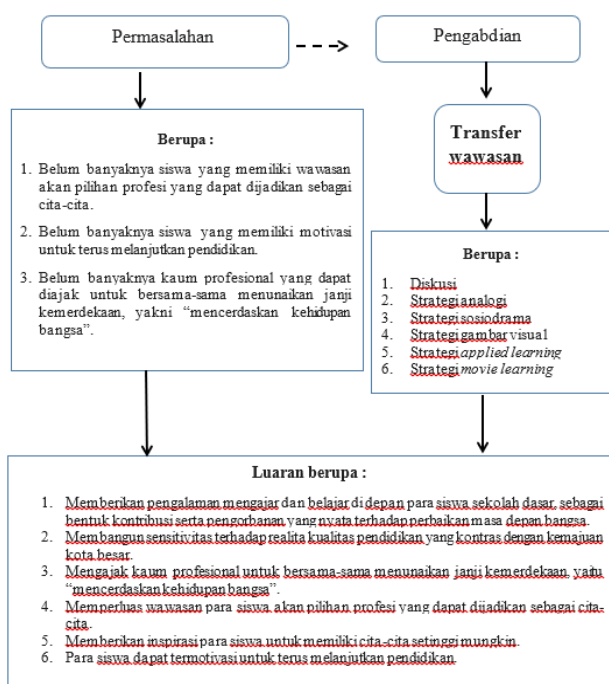 Permasalahan
Pengabdian
Berupa :
1. Belum banyaknya siswa yang memiliki wawasan
akan pilihan profesi yang dapat dijadikan sebagai
cita-cita.
2. Belum banyaknya siswa yang memiliki motivasi
untuk terus melanjutkan pendidikan.
3. Belum banyaknya kaum profesional yang dapat
diajak untuk bersama-sama menunaikan janji
kemerdekaan, yakni “mencerdaskan kehidupan
bangsa”.
Transfer
wawasan
Berupa :
1. Diskusi
2. Strategi analogi
3. Strategi sosiodrama
4. Strategi gambar visual
5. Strategi applied learning
6. Strategi movie learning
Luaran berupa :
1. Memberikan pengalaman mengajar dan belajar di depan para siswa sekolah dasar, sebagai
bentuk kontribusi serta pengorbanan yang nyata terhadap perbaikan masa depan bangsa.
2. Membangun sensitivitas terhadap realita kualitas pendidikan yang kontras dengan kemajuan
kota besar.
3. Mengajak kaum profesional untuk bersama-sama menunaikan janji kemerdekaan, yaitu
“mencerdaskan kehidupan bangsa”.
4. Memperluas wawasan para siswa akan pilihan profesi yang dapat dijadikan sebagai cita-
cita.
5. Memberikan inspirasi para siswa untuk memiliki cita-cita setinggi mungkin.
6. Para siswa dapat termotivasi untuk terus melanjutkan pendidikan.